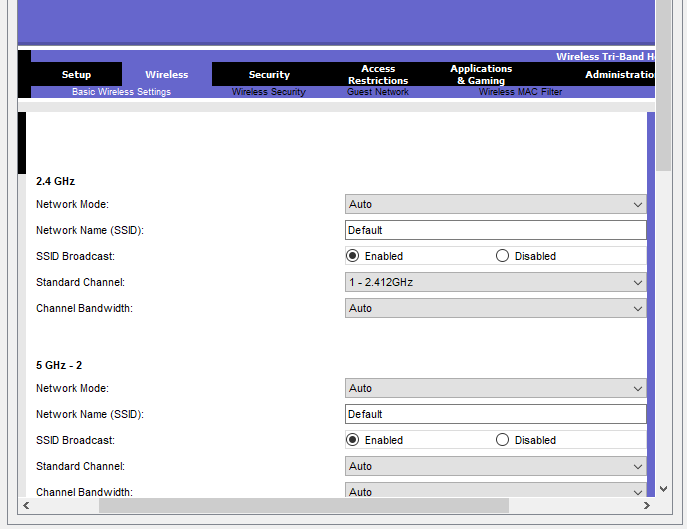 Wireless Tri-Band H
Setup Wireless Security Access Restrictions Applications & Gaming Administratio
Basic Wireless Settings Wireless Security Guest Network Wireless MAC Filter
2.4 GHz
Network Mode: Auto
Network Name (SSID): Default
SSID Broadcast: Enabled Disabled
Standard Channel: 1 - 2.412GHz
Channel Bandwidth: Auto
5 GHz - 2
Network Mode: Auto
Network Name (SSID): Default
SSID Broadcast: Enabled Disabled
Standard Channel: Auto
Channel Bandwidth: Auto